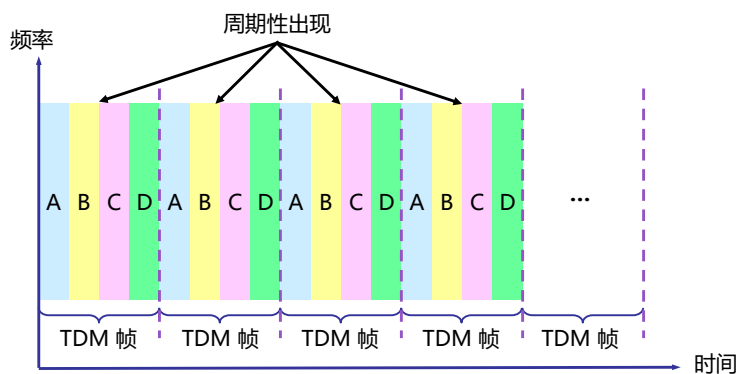 周期性出现
频率
A B C D A B C D A B C D A B C D ...
TDM 帧 TDM 帧 TDM 帧 TDM 帧 TDM 帧
时间